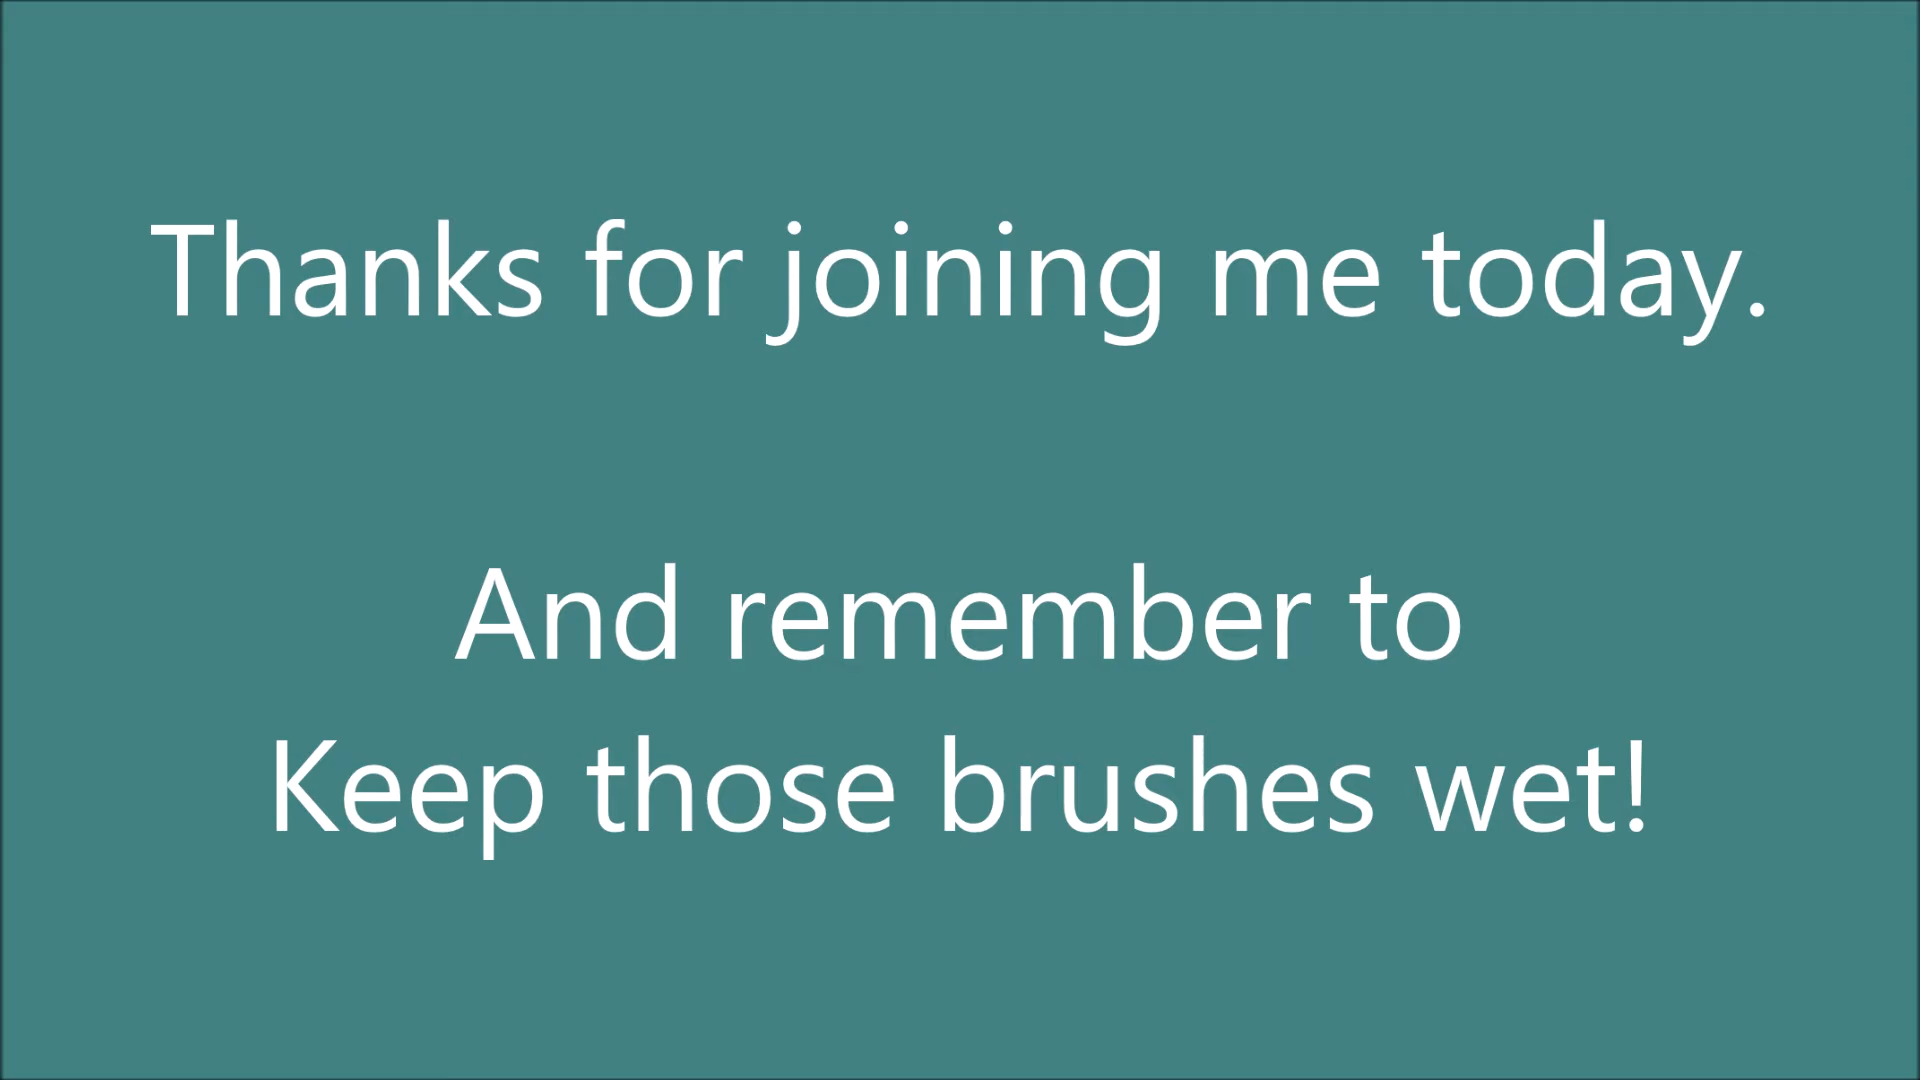 Thanks for joining me today.
And remember to
Keep those brushes wet!